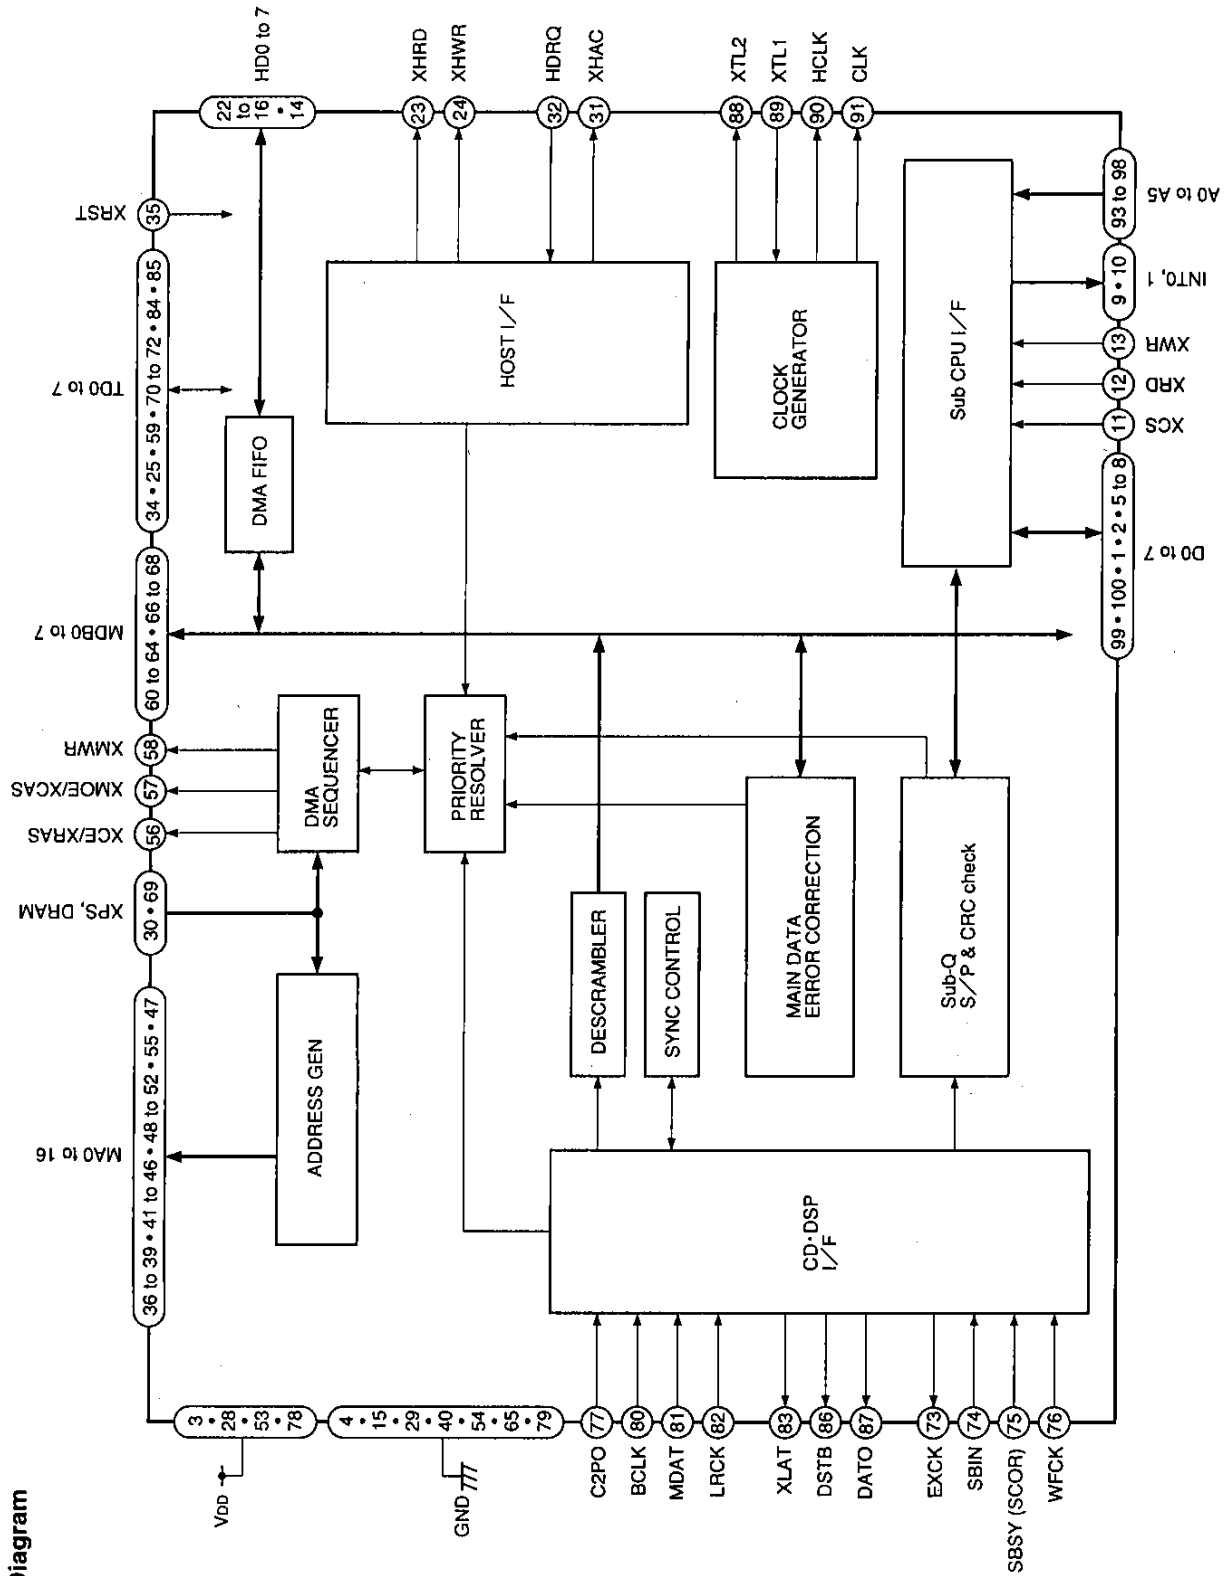 Diagram
VDD
3 • 28 • 53 • 78
GND
4 • 15 • 29 • 40 • 54 • 65 • 79
C2PO 77
BCLK 80
MDAT 81
LRCK 82
XLAT 83
DSTB 86
DATO 87
EXCK 73
SBIN 74
SBSY (SCOR) 75
WFCK 76
MA0 to 16
36 to 39 • 41 to 46 • 48 to 52 • 55 • 47
XPS, DRAM
30 • 69
XCE/XRAS
56
XMOE/XCAS
57
XMWR
58
MDB0 to 7
60 to 64 • 66 to 68
TD0 to 7
34 • 25 • 59 • 70 to 72 • 84 • 85
XRST
35
22 to 16 • 14
HD0 to 7
23 XHRD
24 XHWR
32 HDRQ
31 XHAC
88 XTL2
89 XTL1
90 HCLK
91 CLK
ADDRESS GEN
DMA
SEQUENCER
DMA FIFO
PRIORITY
RESOLVER
HOST I/F
CLOCK
GENERATOR
DESCRAMBLER
SYNC CONTROL
MAIN DATA
ERROR CORRECTION
Sub-Q
S/P & CRC check
Sub CPU I/F
CD•DSP
I/F
99 • 100 • 1 • 2 • 5 to 8
D0 to 7
11
XCS
12
XRD
13
XWR
9 • 10
INT0, 1
93 to 98
A0 to A5